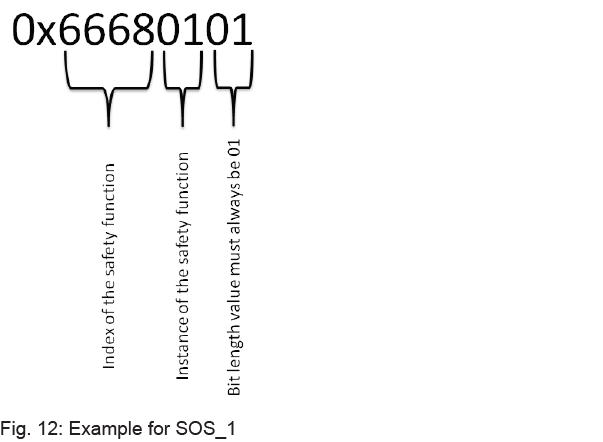 0x66680101
Index of the safety function
Instance of the safety function
Bit length value must always be 01
Fig. 12: Example for SOS_1